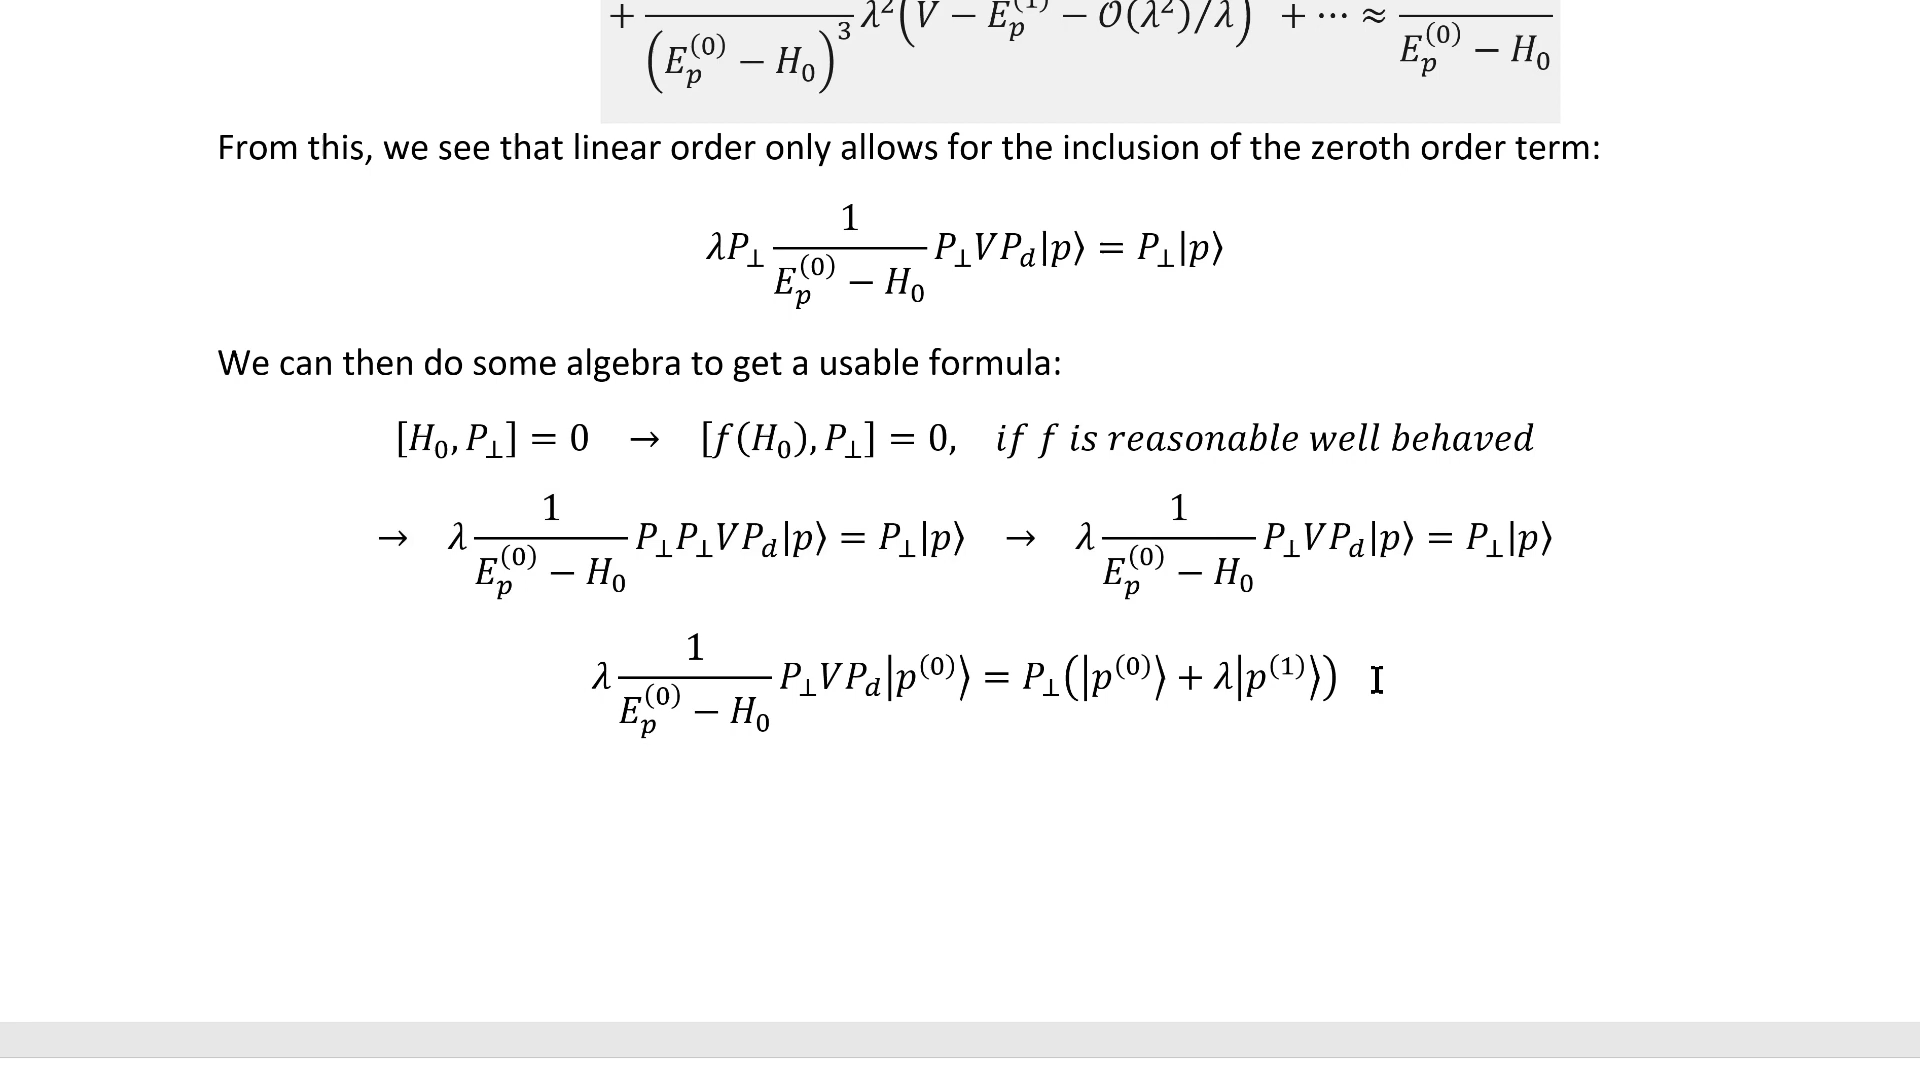 + 1/(E_p^(0) − H_0)^3 λ^2(V − E_p^(1) − 𝒪(λ^2)/λ) + ⋯ ≈ 1/(E_p^(0) − H_0)
From this, we see that linear order only allows for the inclusion of the zeroth order term:
λP_⊥ 1/(E_p^(0) − H_0) P_⊥VP_d|p⟩ = P_⊥|p⟩
We can then do some algebra to get a usable formula:
[H_0, P_⊥] = 0 → [f(H_0), P_⊥] = 0, if f is reasonable well behaved
→ λ 1/(E_p^(0) − H_0) P_⊥P_⊥VP_d|p⟩ = P_⊥|p⟩ → λ 1/(E_p^(0) − H_0) P_⊥VP_d|p⟩ = P_⊥|p⟩
λ 1/(E_p^(0) − H_0) P_⊥VP_d|p^(0)⟩ = P_⊥(|p^(0)⟩ + λ|p^(1)⟩)